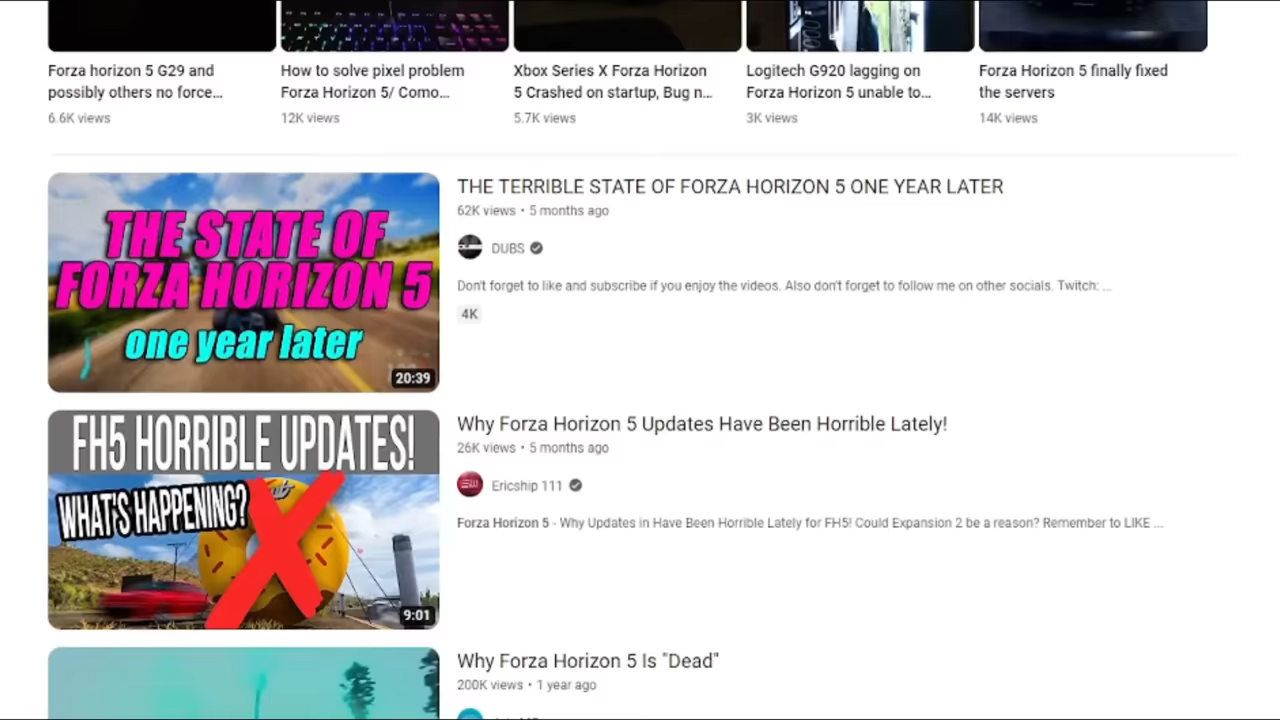 Forza horizon 5 G29 and
possibly others no force...
6.6K views
How to solve pixel problem
Forza Horizon 5/ Como...
12K views
Xbox Series X Forza Horizon
5 Crashed on startup, Bug n...
5.7K views
Logitech G920 lagging on
Forza Horizon 5 unable to...
3K views
Forza Horizon 5 finally fixed
the servers
14K views
THE STATE OF
FORZA HORIZON 5
one year later
20:39
THE TERRIBLE STATE OF FORZA HORIZON 5 ONE YEAR LATER
62K views • 5 months ago
DUBS
Don't forget to like and subscribe if you enjoy the videos. Also don't forget to follow me on other socials. Twitch: ...
4K
FH5 HORRIBLE UPDATES!
WHAT'S HAPPENING?
9:01
Why Forza Horizon 5 Updates Have Been Horrible Lately!
26K views • 5 months ago
Ericship 111
Forza Horizon 5 - Why Updates in Have Been Horrible Lately for FH5! Could Expansion 2 be a reason? Remember to LIKE ...
Why Forza Horizon 5 Is "Dead"
200K views • 1 year ago